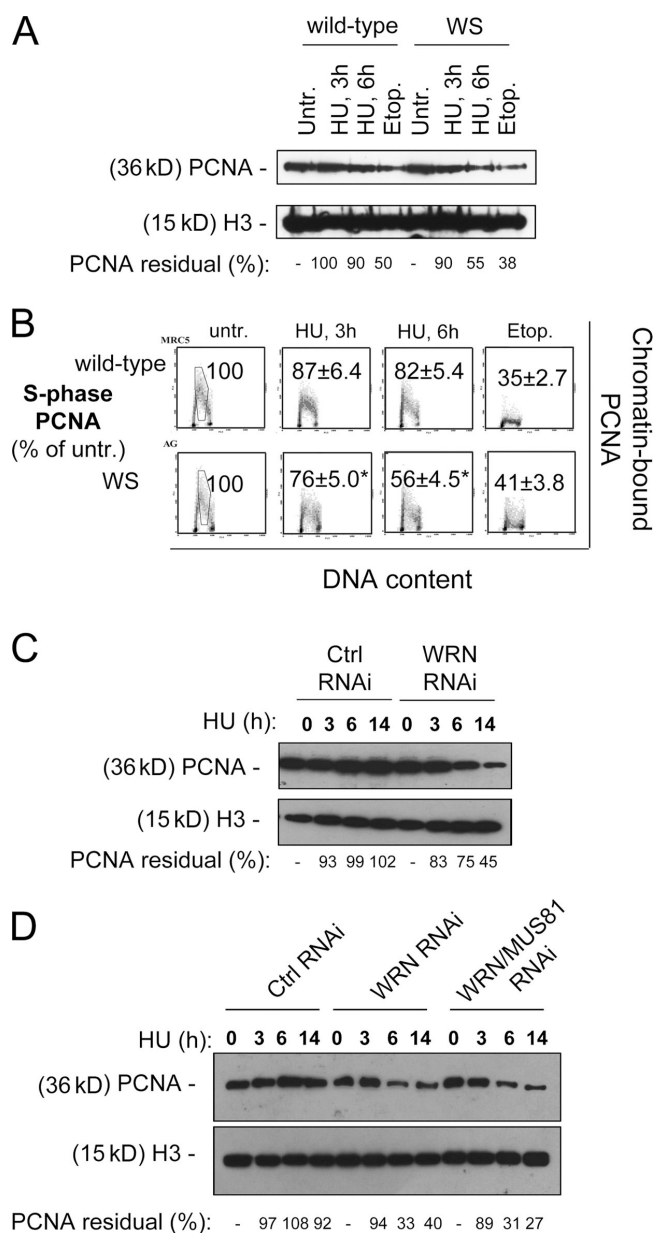 A
wild-type WS
Untr. HU, 3h HU, 6h Etop. Untr. HU, 3h HU, 6h Etop.
(36 kD) PCNA -
(15 kD) H3 -
PCNA residual (%): - 100 90 50 - 90 55 38
B
untr. HU, 3h HU, 6h Etop.
MRC5
wild-type 100 87±6.4 82±5.4 35±2.7
S-phase
PCNA
(% of untr.)
AG
WS 100 76±5.0* 56±4.5* 41±3.8
Chromatin-bound
PCNA
DNA content
C
Ctrl RNAi WRN RNAi
HU (h): 0 3 6 14 0 3 6 14
(36 kD) PCNA -
(15 kD) H3 -
PCNA residual (%): - 93 99 102 - 83 75 45
D
Ctrl RNAi WRN RNAi WRN/MUS81 RNAi
HU (h): 0 3 6 14 0 3 6 14 0 3 6 14
(36 kD) PCNA -
(15 kD) H3 -
PCNA residual (%): - 97 108 92 - 94 33 40 - 89 31 27